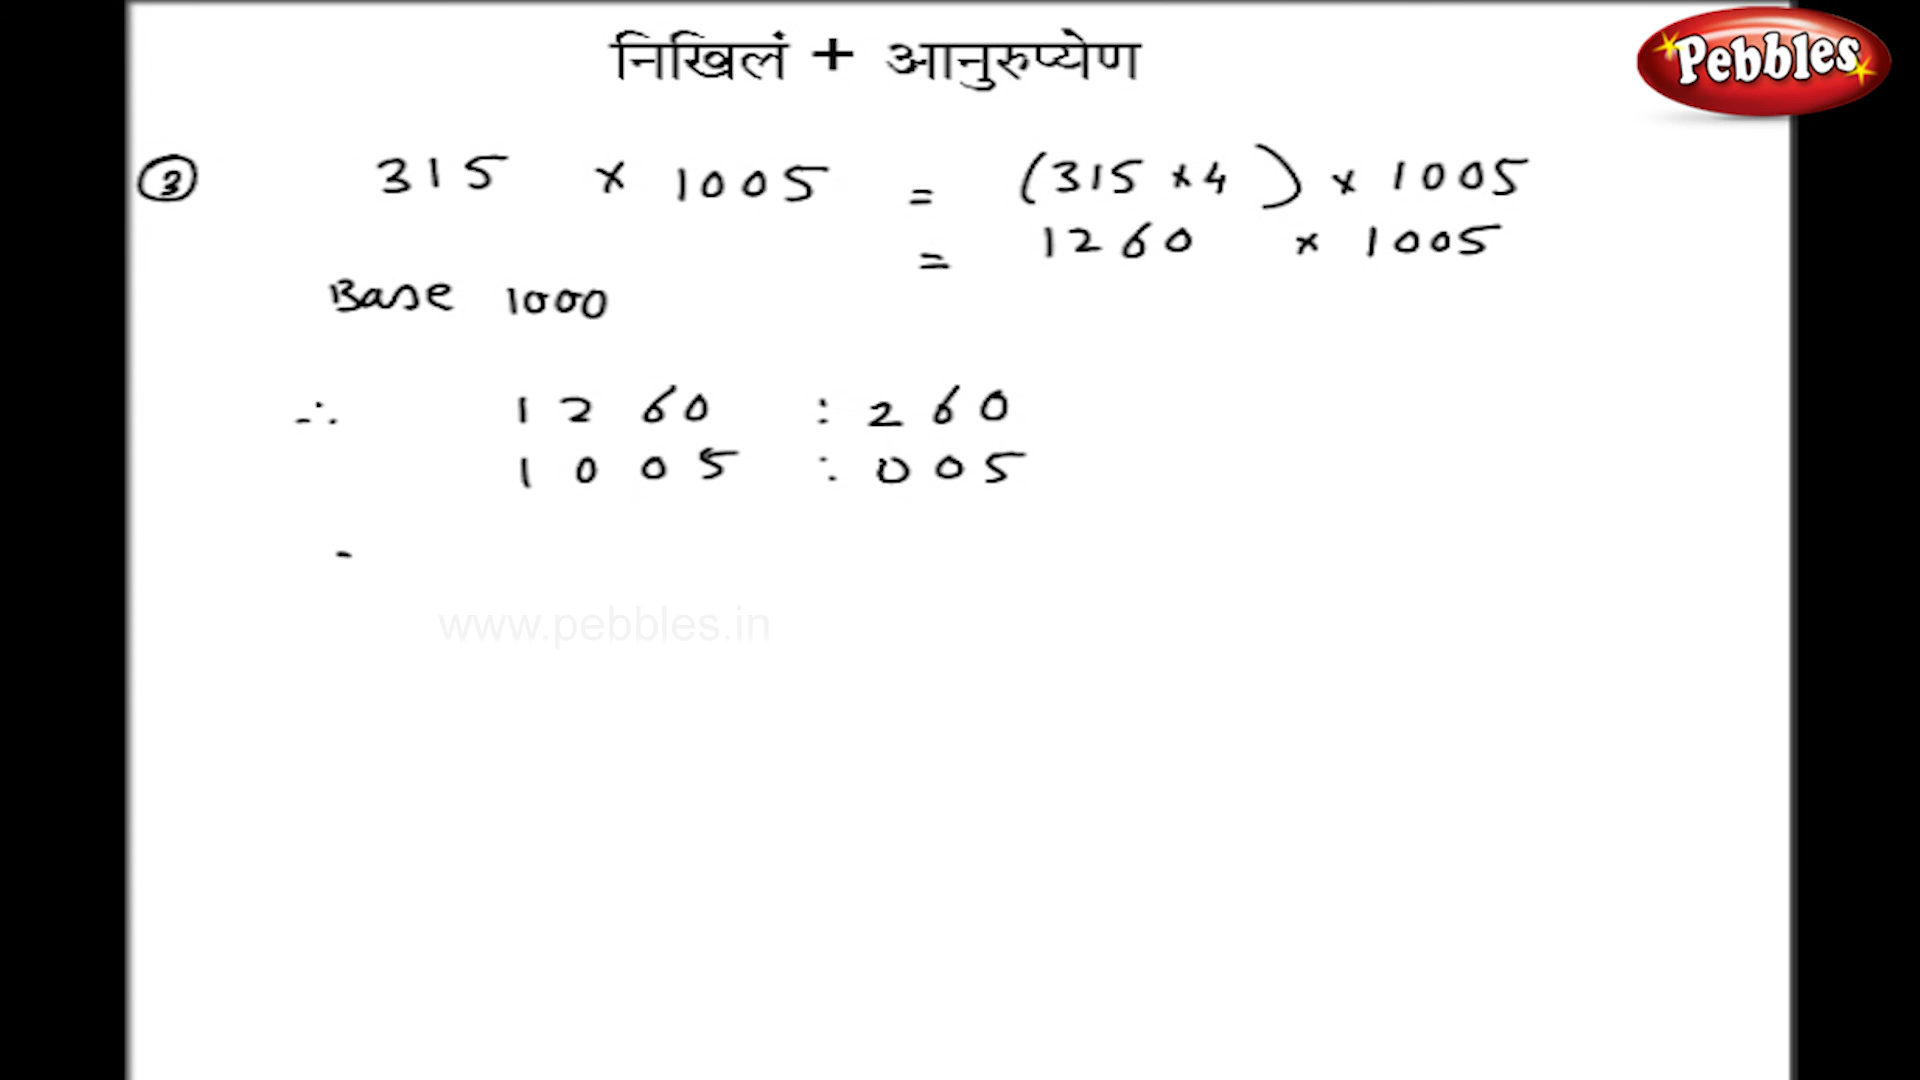 निखिलं + आनुरुप्येण
Pebbles
③ 315 × 1005 = (315 × 4) × 1005
= 1260 × 1005
Base 1000
∴ 1260 : 260
1005 : 005
www.pebbles.in